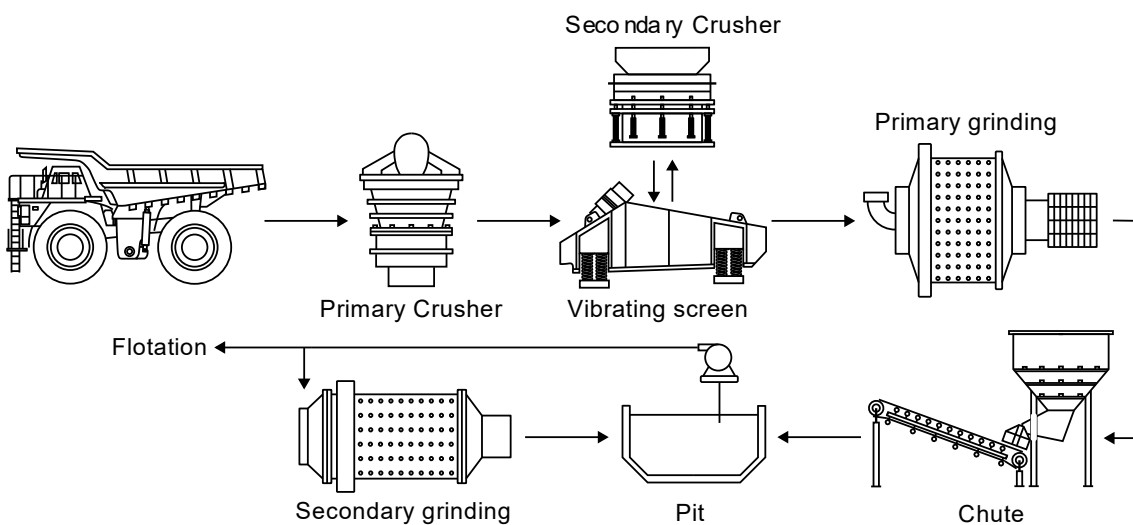 Secondary Crusher
Primary grinding
Primary Crusher
Vibrating screen
Flotation
Secondary grinding
Pit
Chute